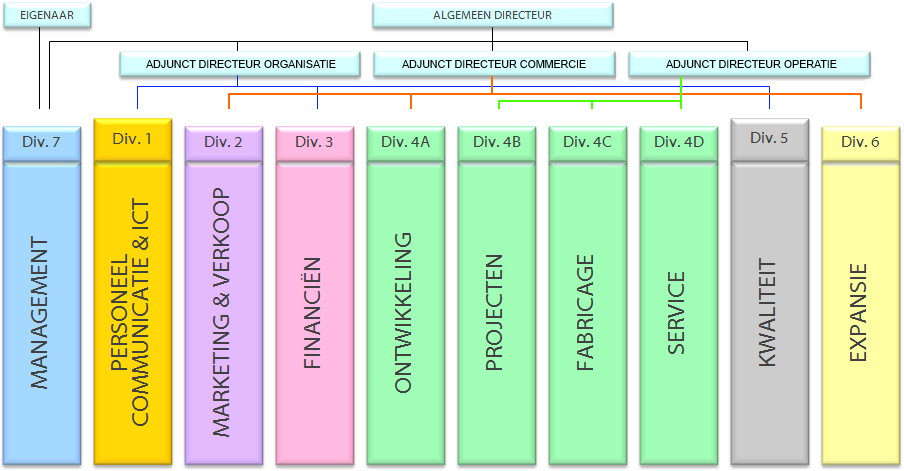 EIGENAAR
ALGEMEEN DIRECTEUR
ADJUNCT DIRECTEUR ORGANISATIE
ADJUNCT DIRECTEUR COMMERCIE
ADJUNCT DIRECTEUR OPERATIE
Div. 7
Div. 1
Div. 2
Div. 3
Div. 4A
Div. 4B
Div. 4C
Div. 4D
Div. 5
Div. 6
MANAGEMENT
PERSONEEL
COMMUNICATIE & ICT
MARKETING & VERKOOP
FINANCIËN
ONTWIKKELING
PROJECTEN
FABRICAGE
SERVICE
KWALITEIT
EXPANSIE